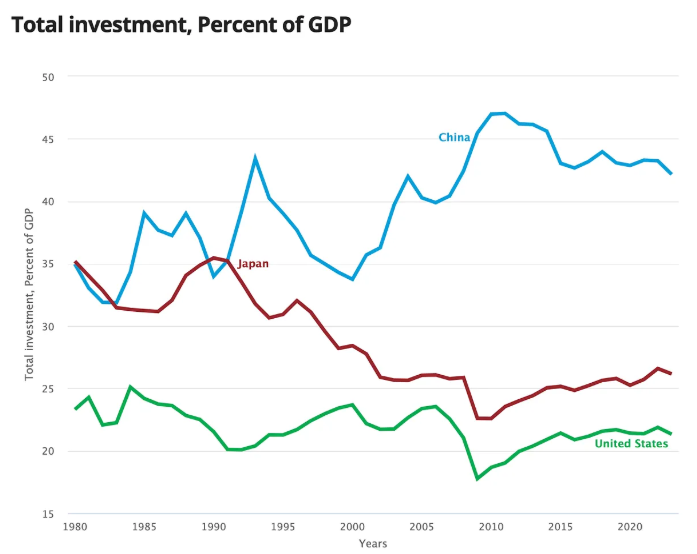 Total investment, Percent of GDP
50
45
40
35
30
25
20
15
Total Investment, Percent of GDP
China
Japan
United States
1980 1985 1990 1995 2000 2005 2010 2015 2020
Years